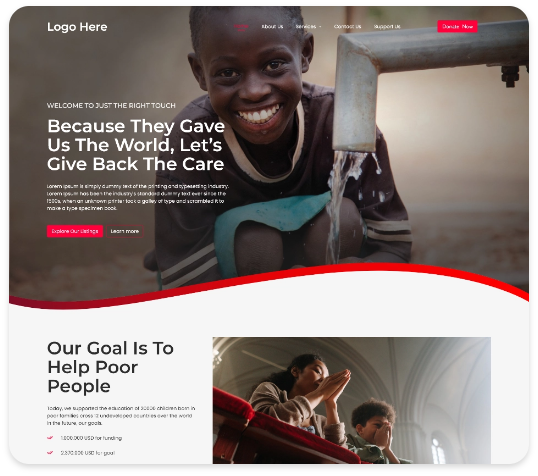 Logo Here
Home About Us Services Contact Us Support Us Donate Now
WELCOME TO JUST THE RIGHT TOUCH
Because They Gave
Us The World, Let's
Give Back The Care
Lorem Ipsum is simply dummy text of the printing and typesetting industry.
Lorem Ipsum has been the industry's standard dummy text ever since the
1500s, when an unknown printer took a galley of type and scrambled it to
make a type specimen book.
Explore Our Listings Learn more
Our Goal Is To
Help Poor
People
Today, we supported the education of 20000 children born in
poor families cross 12 undeveloped countries over the world
in the future, our goals.
1,000,000 USD for funding
2,370,000 USD for goal